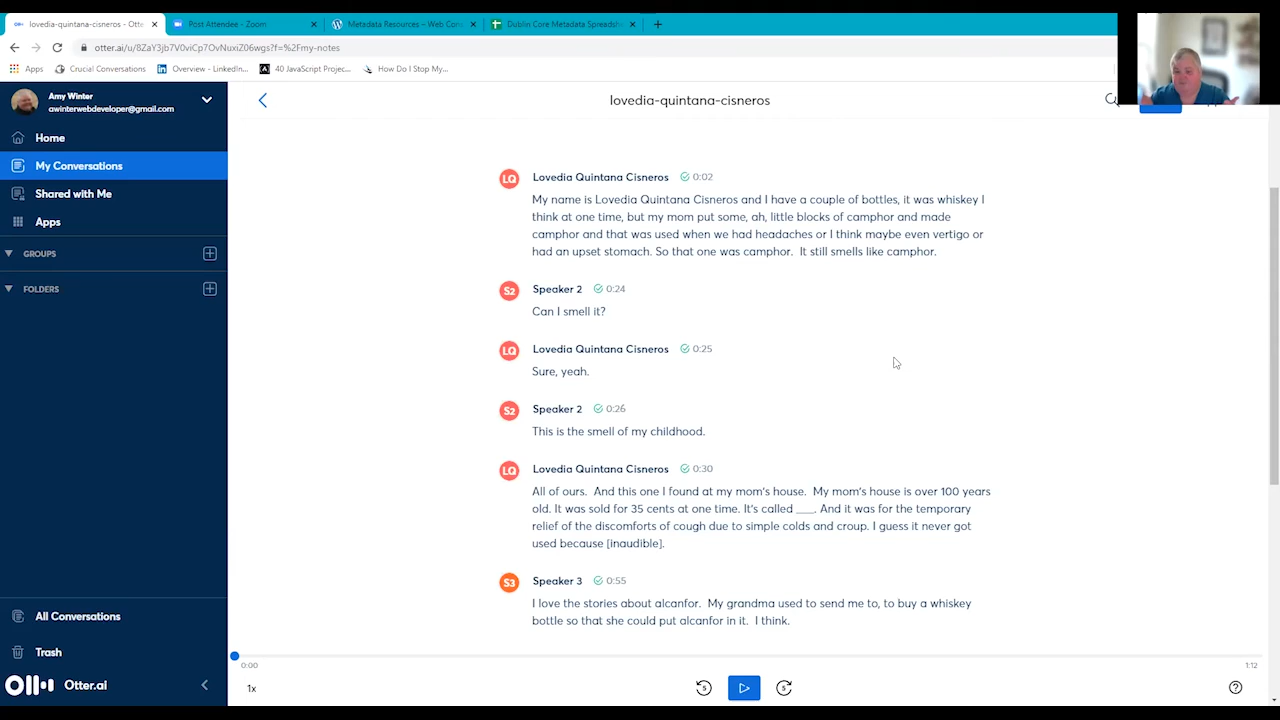 lovedia-quintana-cisneros - Otte
Post Attendee - Zoom
Metadata Resources – Web Con
Dublin Core Metadata Spreadsh
otter.ai/u/8ZaY3jb7V0viCp7OvNuxiZ06wgs?f=%2Fmy-notes
Apps
Crucial Conversations
Overview - LinkedIn...
40 JavaScript Projec...
How Do I Stop My...
Amy Winter
awinterwebdeveloper@gmail.com
Home
My Conversations
Shared with Me
Apps
GROUPS
FOLDERS
All Conversations
Trash
Otter.ai
lovedia-quintana-cisneros
LQ Lovedia Quintana Cisneros 0:02
My name is Lovedia Quintana Cisneros and I have a couple of bottles, it was whiskey I
think at one time, but my mom put some, ah, little blocks of camphor and made
camphor and that was used when we had headaches or I think maybe even vertigo or
had an upset stomach. So that one was camphor. It still smells like camphor.
S2 Speaker 2 0:24
Can I smell it?
LQ Lovedia Quintana Cisneros 0:25
Sure, yeah.
S2 Speaker 2 0:26
This is the smell of my childhood.
LQ Lovedia Quintana Cisneros 0:30
All of ours. And this one I found at my mom's house. My mom's house is over 100 years
old. It was sold for 35 cents at one time. It's called ___. And it was for the temporary
relief of the discomforts of cough due to simple colds and croup. I guess it never got
used because [inaudible].
S3 Speaker 3 0:55
I love the stories about alcanfor. My grandma used to send me to, to buy a whiskey
bottle so that she could put alcanfor in it. I think.
0:00
1:12
1x
5
5